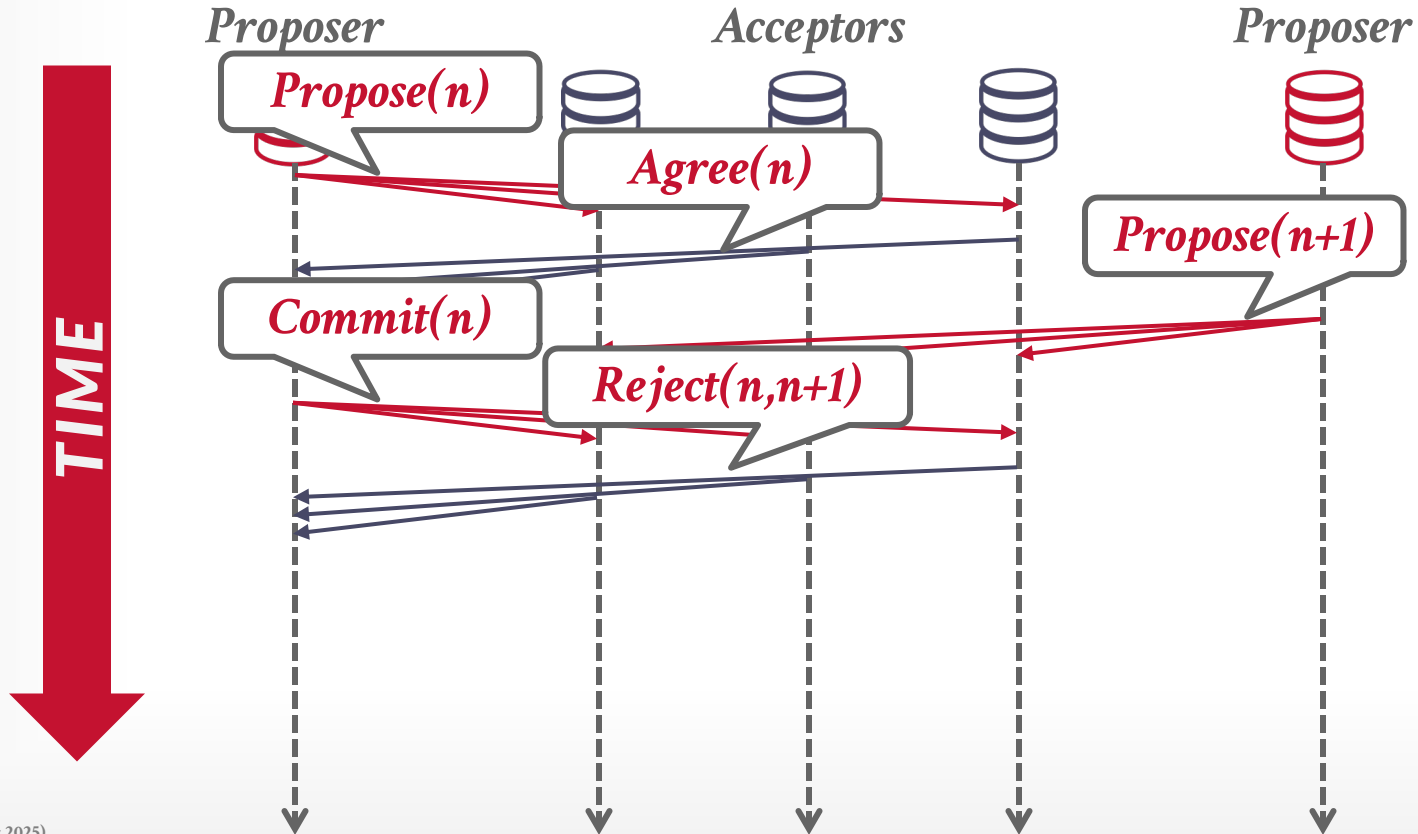 Proposer
Acceptors
Proposer
Propose(n)
Agree(n)
Propose(n+1)
Commit(n)
Reject(n,n+1)
TIME
2025)